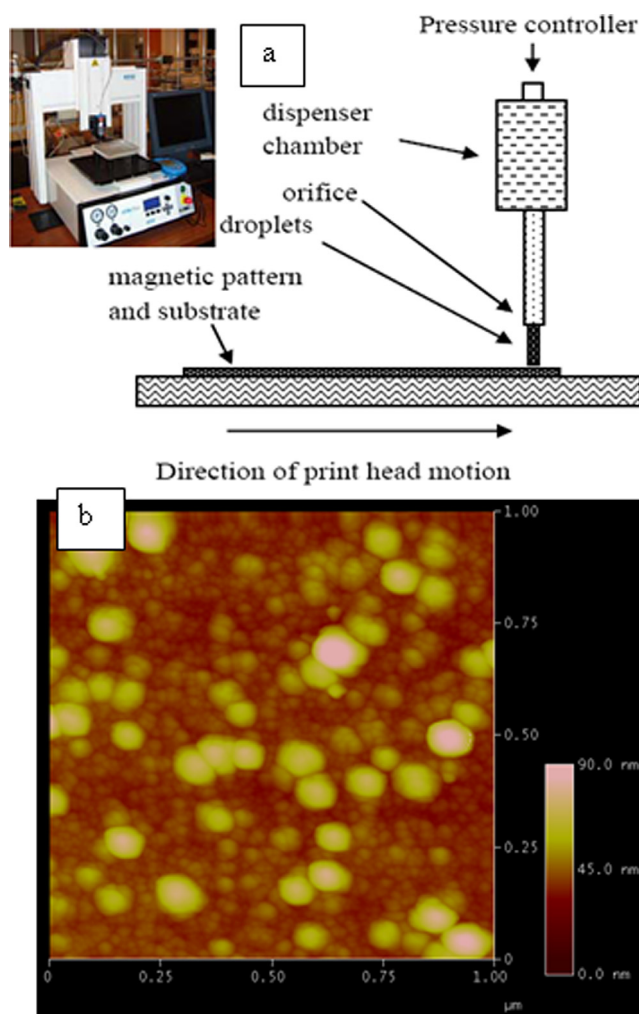 a
Pressure controller
dispenser
chamber
orifice
droplets
magnetic pattern
and substrate
Direction of print head motion
b
1.00
0.75
0.50
0.25
0
90.0 nm
45.0 nm
0.0 nm
0
0.25
0.50
0.75
1.00
µm